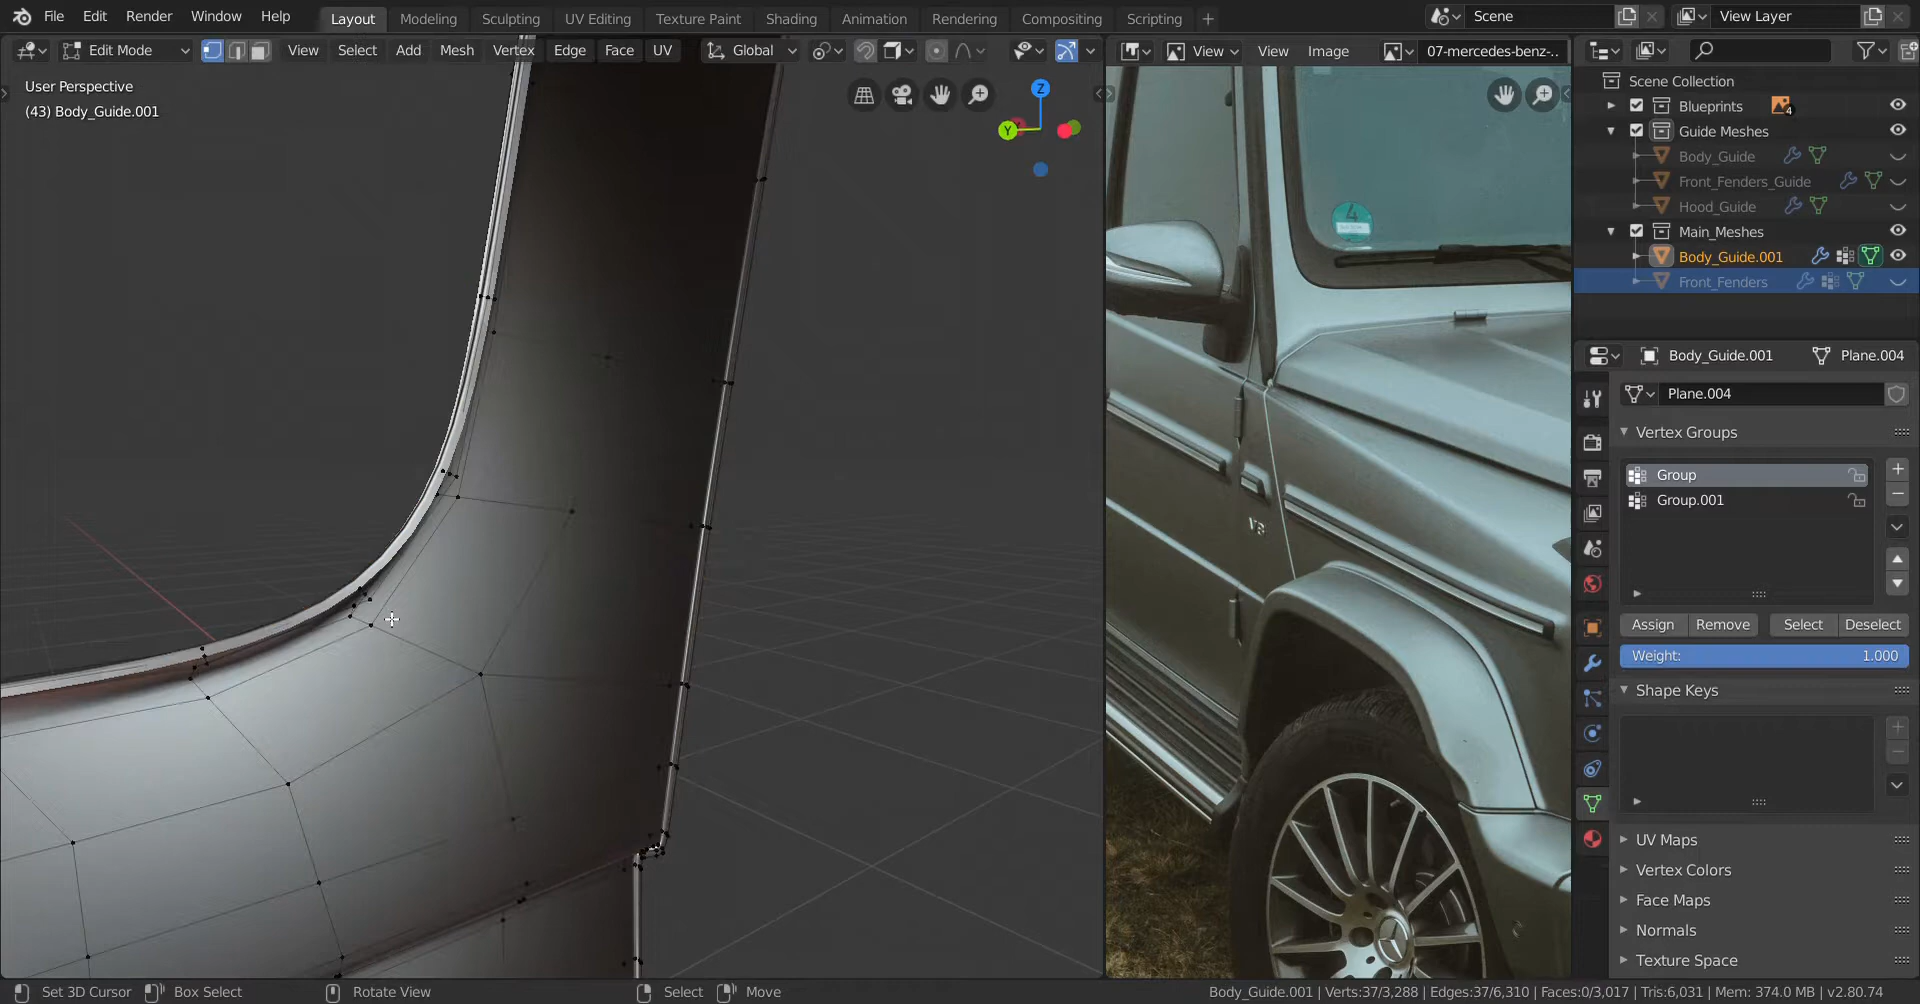 File Edit Render Window Help Layout Modeling Sculpting UV Editing Texture Paint Shading Animation Rendering Compositing Scripting + Scene View Layer
Edit Mode View Select Add Mesh Vertex Edge Face UV Global View View Image 07-mercedes-benz-..
User Perspective
(43) Body_Guide.001
Z
Y
4
V8
Scene Collection
Blueprints 4
Guide Meshes
Body_Guide
Front_Fenders_Guide
Hood_Guide
Main_Meshes
Body_Guide.001
Front_Fenders
Body_Guide.001 Plane.004
Plane.004
Vertex Groups
Group
Group.001
Assign Remove Select Deselect
Weight: 1.000
Shape Keys
UV Maps
Vertex Colors
Face Maps
Normals
Texture Space
Set 3D Cursor Box Select Rotate View Select Move Body_Guide.001 | Verts:37/3,288 | Edges:37/6,310 | Faces:0/3,017 | Tris:6,031 | Mem: 374.0 MB | v2.80.74